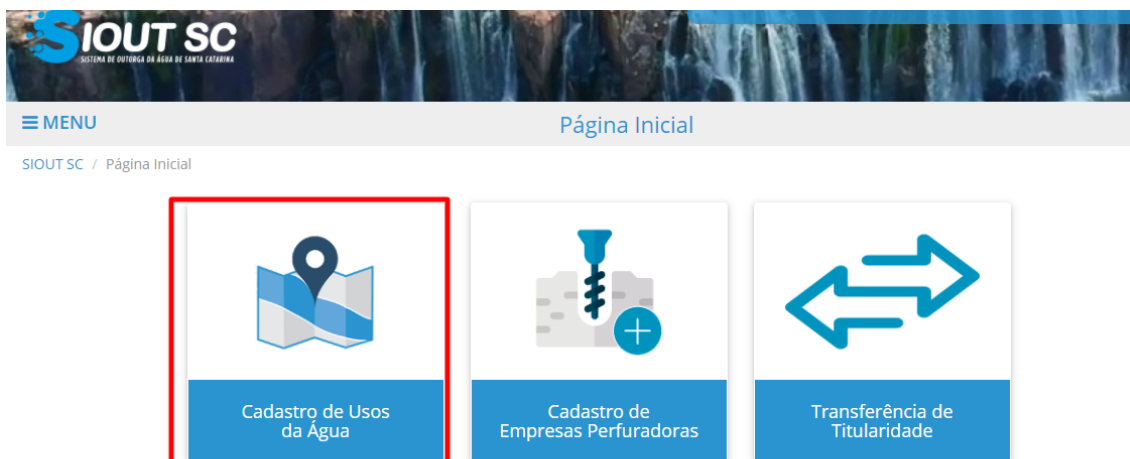 SIOUT SC
SISTEMA DE OUTORGA DA ÁGUA DE SANTA CATARINA
MENU
Página Inicial
SIOUT SC / Página Inicial
Cadastro de Usos
da Água
Cadastro de
Empresas Perfuradoras
Transferência de
Titularidade